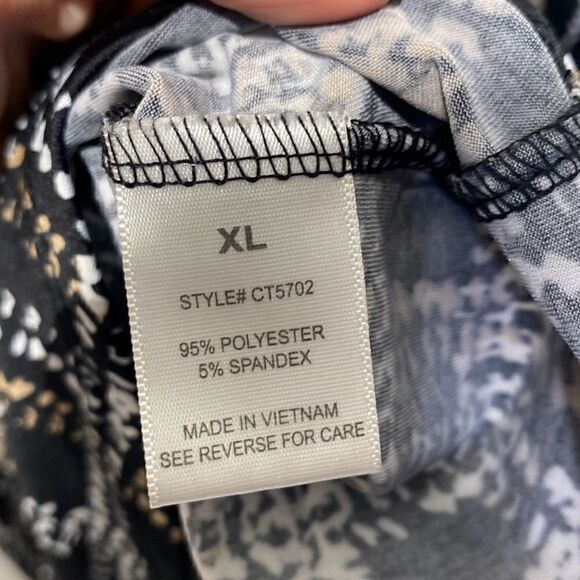 XL
STYLE# CT5702
95% POLYESTER
5% SPANDEX
MADE IN VIETNAM
SEE REVERSE FOR CARE